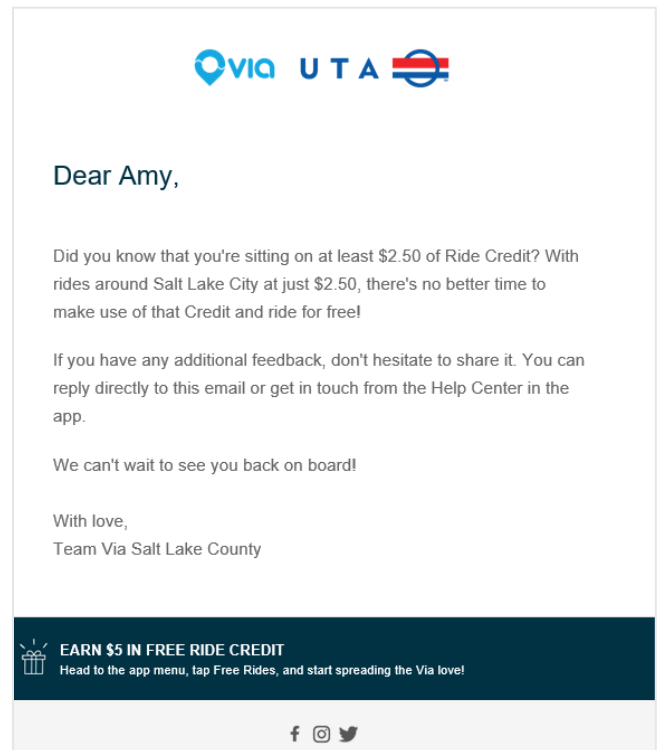 via UTA
Dear Amy,
Did you know that you're sitting on at least $2.50 of Ride Credit? With
rides around Salt Lake City at just $2.50, there's no better time to
make use of that Credit and ride for free!
If you have any additional feedback, don't hesitate to share it. You can
reply directly to this email or get in touch from the Help Center in the
app.
We can't wait to see you back on board!
With love,
Team Via Salt Lake County
EARN $5 IN FREE RIDE CREDIT
Head to the app menu, tap Free Rides, and start spreading the Via love!